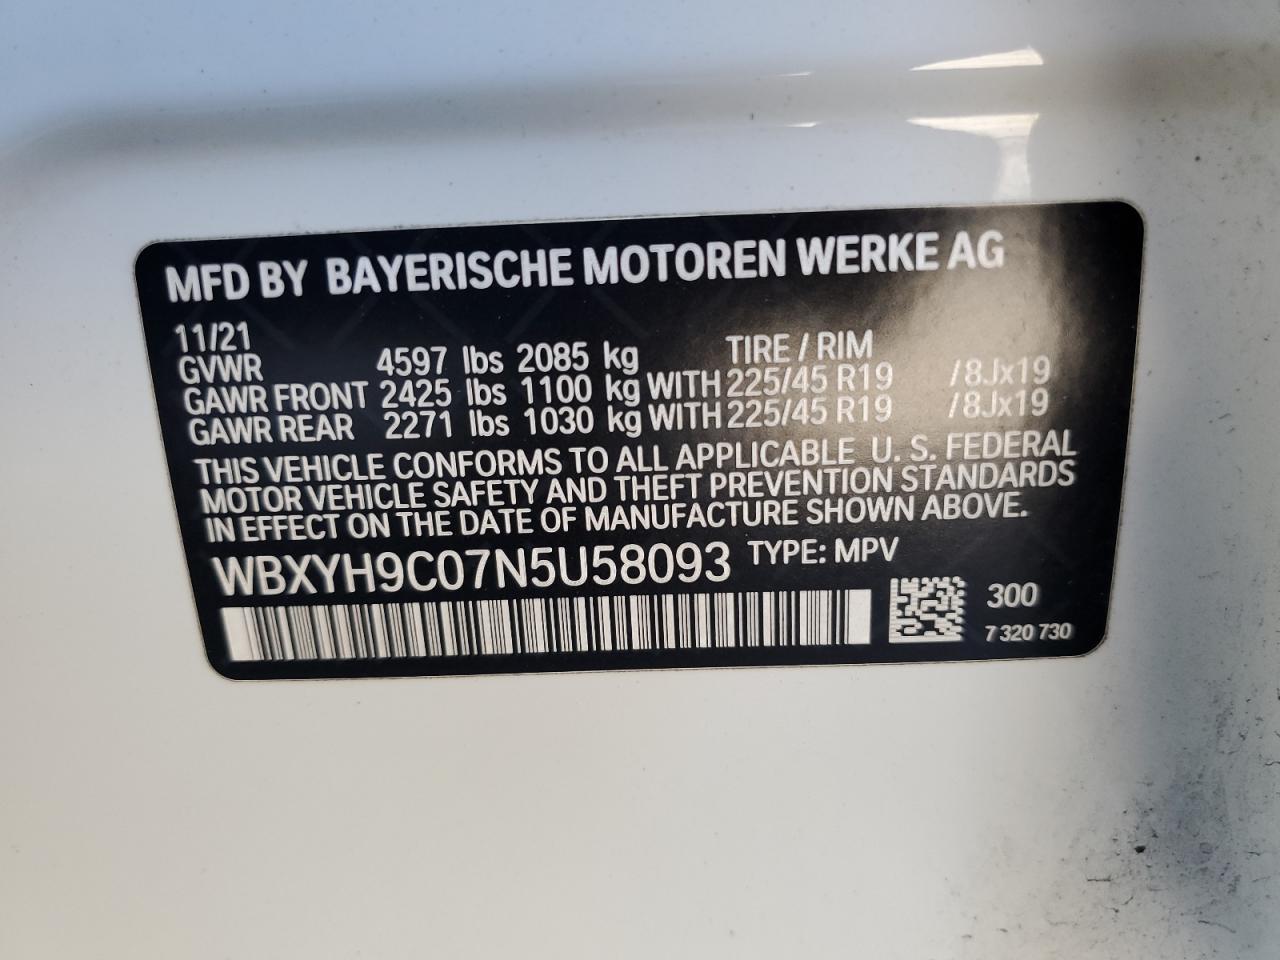 MFD BY BAYERISCHE MOTOREN WERKE AG
11/21 TIRE / RIM
GVWR 4597 lbs 2085 kg
GAWR FRONT 2425 lbs 1100 kg WITH 225/45 R19 /8Jx19
GAWR REAR 2271 lbs 1030 kg WITH 225/45 R19 /8Jx19
THIS VEHICLE CONFORMS TO ALL APPLICABLE U. S. FEDERAL
MOTOR VEHICLE SAFETY AND THEFT PREVENTION STANDARDS
IN EFFECT ON THE DATE OF MANUFACTURE SHOWN ABOVE.
WBXYH9C07N5U58093 TYPE: MPV
300
7 320 730